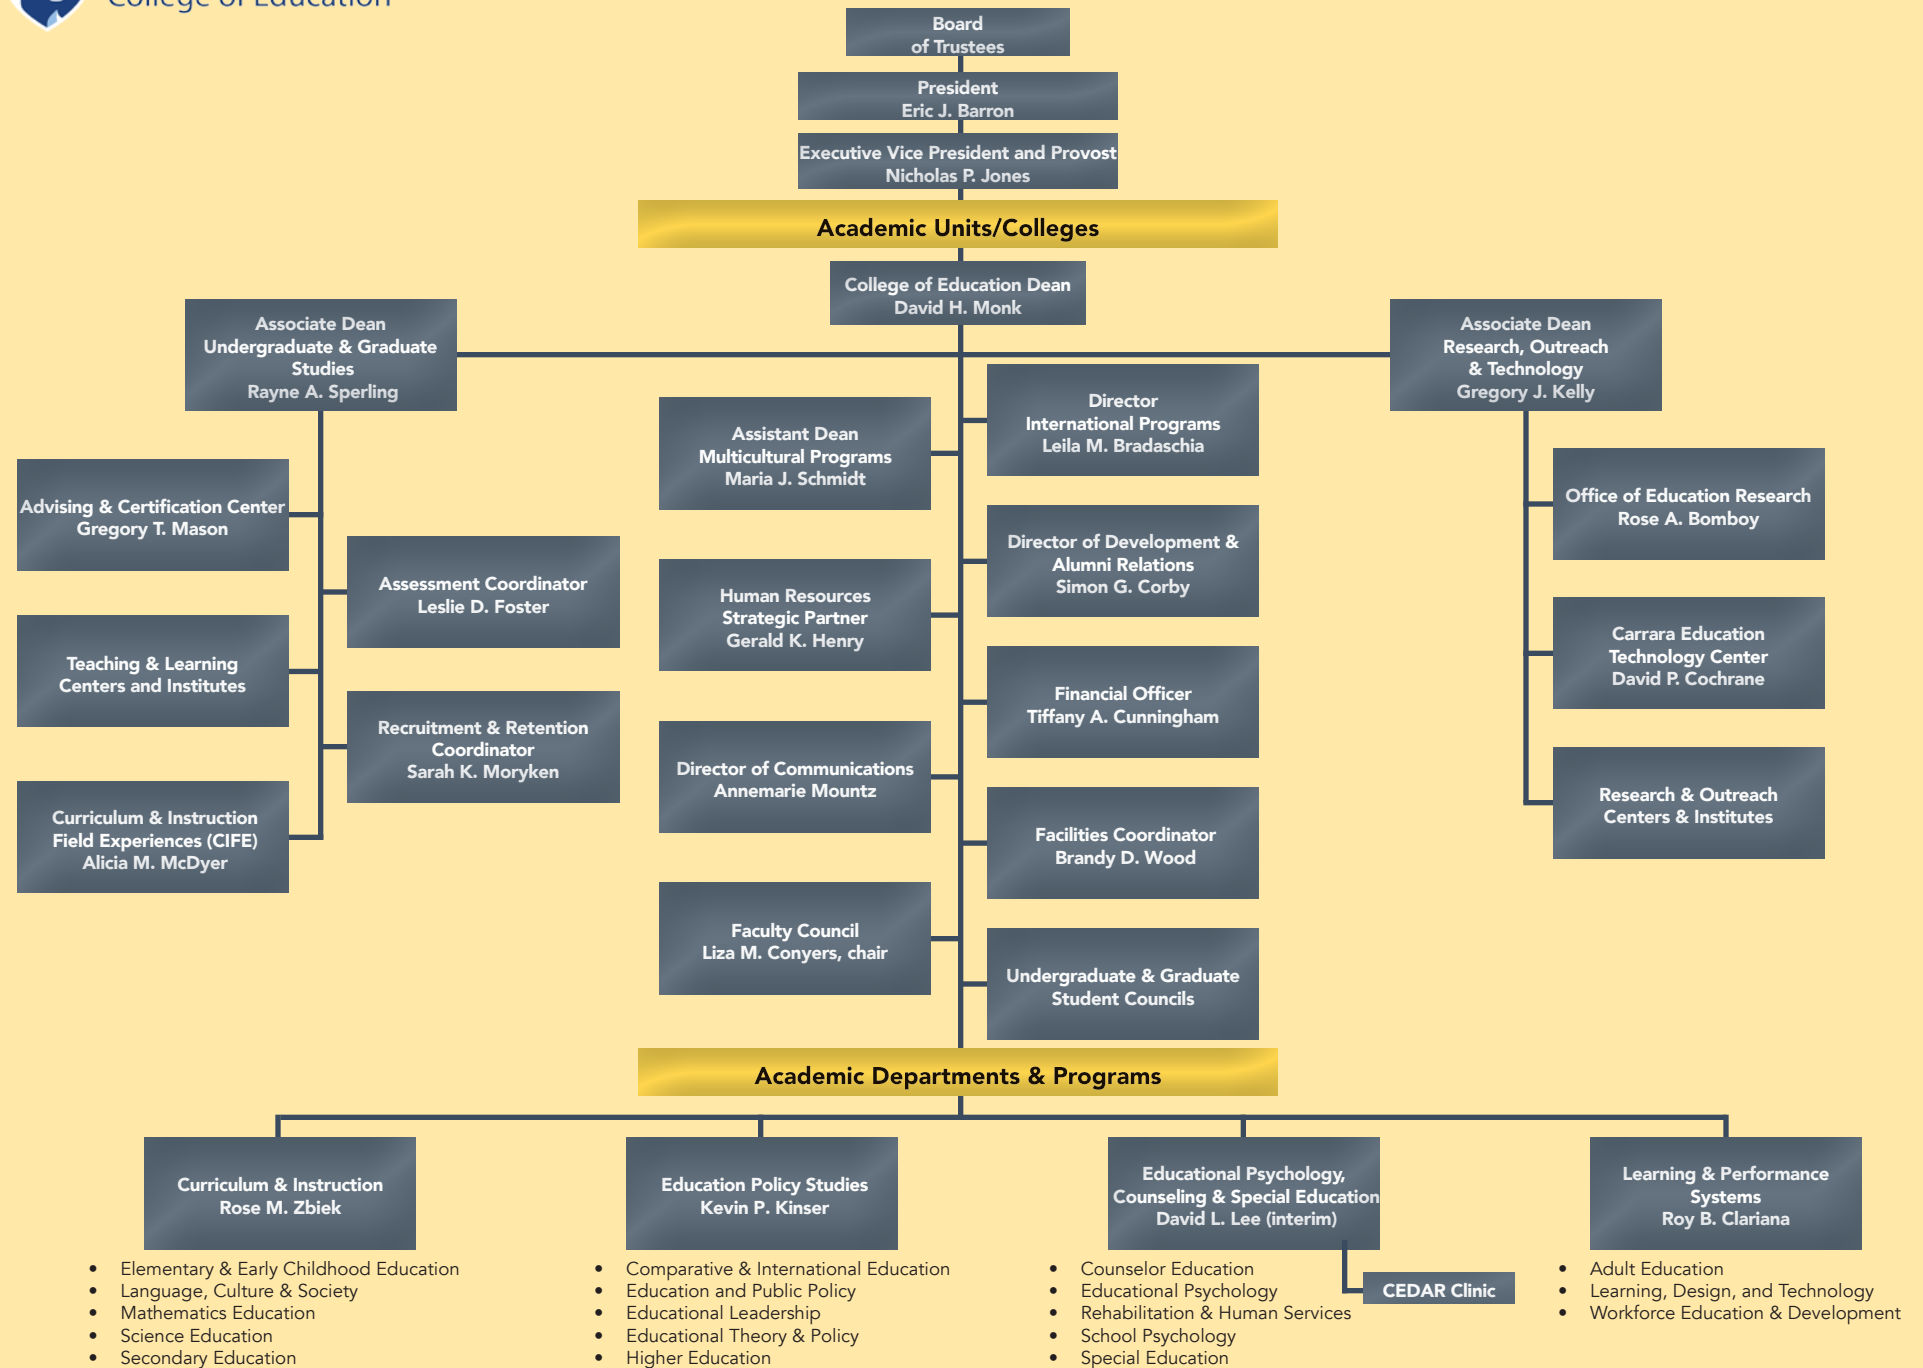 College of Education
Board
of Trustees
President
Eric J. Barron
Executive Vice President and Provost
Nicholas P. Jones
Academic Units/Colleges
College of Education Dean
David H. Monk
Associate Dean
Undergraduate & Graduate
Studies
Rayne A. Sperling
Associate Dean
Research, Outreach
& Technology
Gregory J. Kelly
Advising & Certification Center
Gregory T. Mason
Assessment Coordinator
Leslie D. Foster
Teaching & Learning
Centers and Institutes
Recruitment & Retention
Coordinator
Sarah K. Moryken
Curriculum & Instruction
Field Experiences (CIFE)
Alicia M. McDyer
Assistant Dean
Multicultural Programs
Maria J. Schmidt
Director
International Programs
Leila M. Bradaschia
Human Resources
Strategic Partner
Gerald K. Henry
Director of Development &
Alumni Relations
Simon G. Corby
Director of Communications
Annemarie Mountz
Financial Officer
Tiffany A. Cunningham
Faculty Council
Liza M. Conyers, chair
Facilities Coordinator
Brandy D. Wood
Undergraduate & Graduate
Student Councils
Office of Education Research
Rose A. Bomboy
Carrara Education
Technology Center
David P. Cochrane
Research & Outreach
Centers & Institutes
Academic Departments & Programs
Curriculum & Instruction
Rose M. Zbiek
• Elementary & Early Childhood Education
• Language, Culture & Society
• Mathematics Education
• Science Education
• Secondary Education
Education Policy Studies
Kevin P. Kinser
• Comparative & International Education
• Education and Public Policy
• Educational Leadership
• Educational Theory & Policy
• Higher Education
Educational Psychology,
Counseling & Special Education
David L. Lee (interim)
• Counselor Education
• Educational Psychology
• Rehabilitation & Human Services
• School Psychology
• Special Education
CEDAR Clinic
Learning & Performance
Systems
Roy B. Clariana
• Adult Education
• Learning, Design, and Technology
• Workforce Education & Development